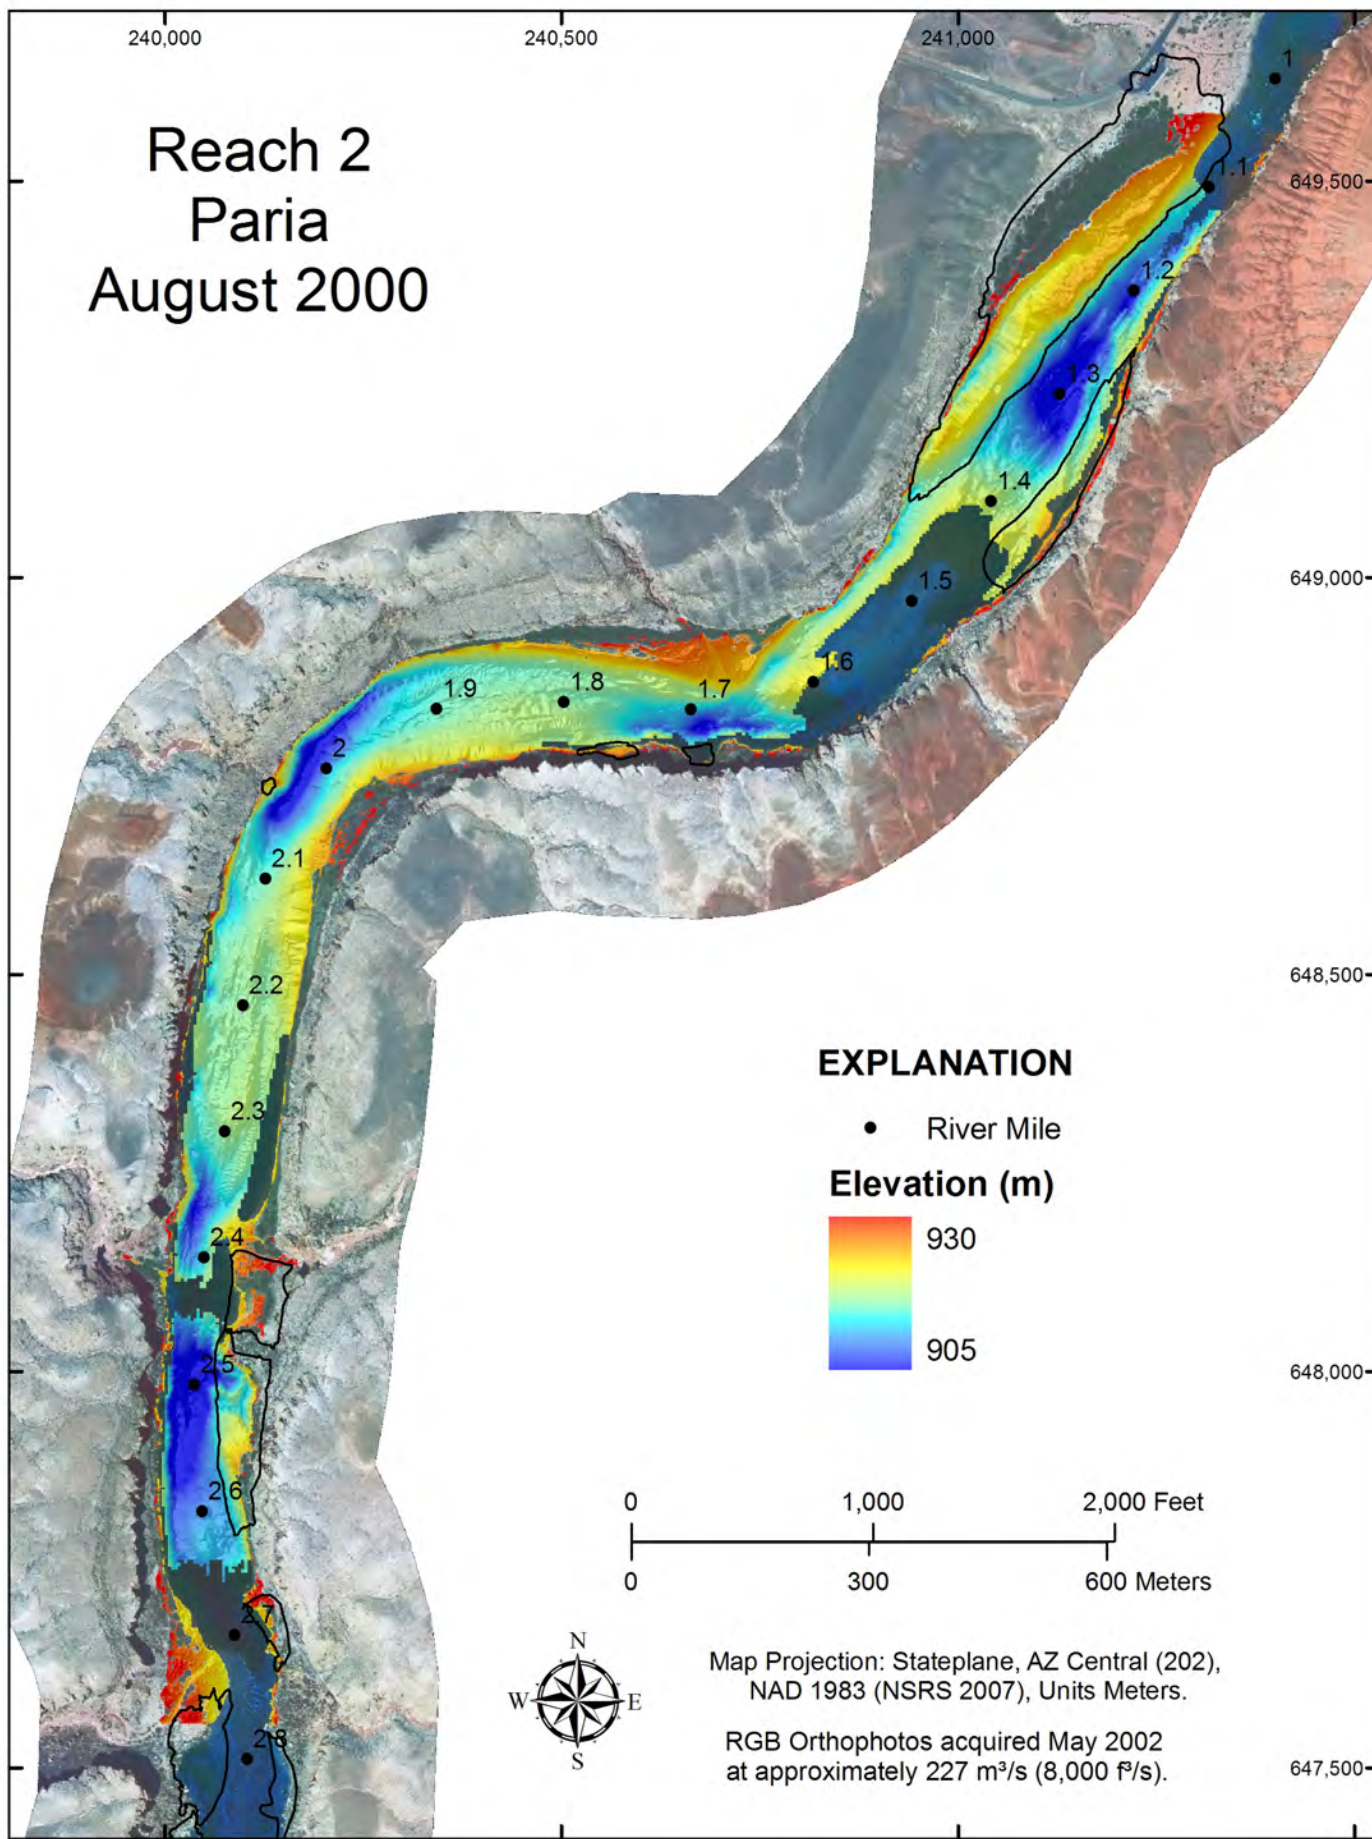 240,000
240,500
241,000
Reach 2
Paria
August 2000
1
1.1
649,500
1.2
1.3
1.4
649,000
1.5
1.6
1.7
1.8
1.9
2
2.1
648,500
2.2
2.3
2.4
EXPLANATION
River Mile
Elevation (m)
930
905
2.5
648,000
2.6
0 1,000 2,000 Feet
0 300 600 Meters
2.7
N
W E
S
Map Projection: Stateplane, AZ Central (202),
NAD 1983 (NSRS 2007), Units Meters.
RGB Orthophotos acquired May 2002
at approximately 227 m³/s (8,000 f³/s).
2.8
647,500